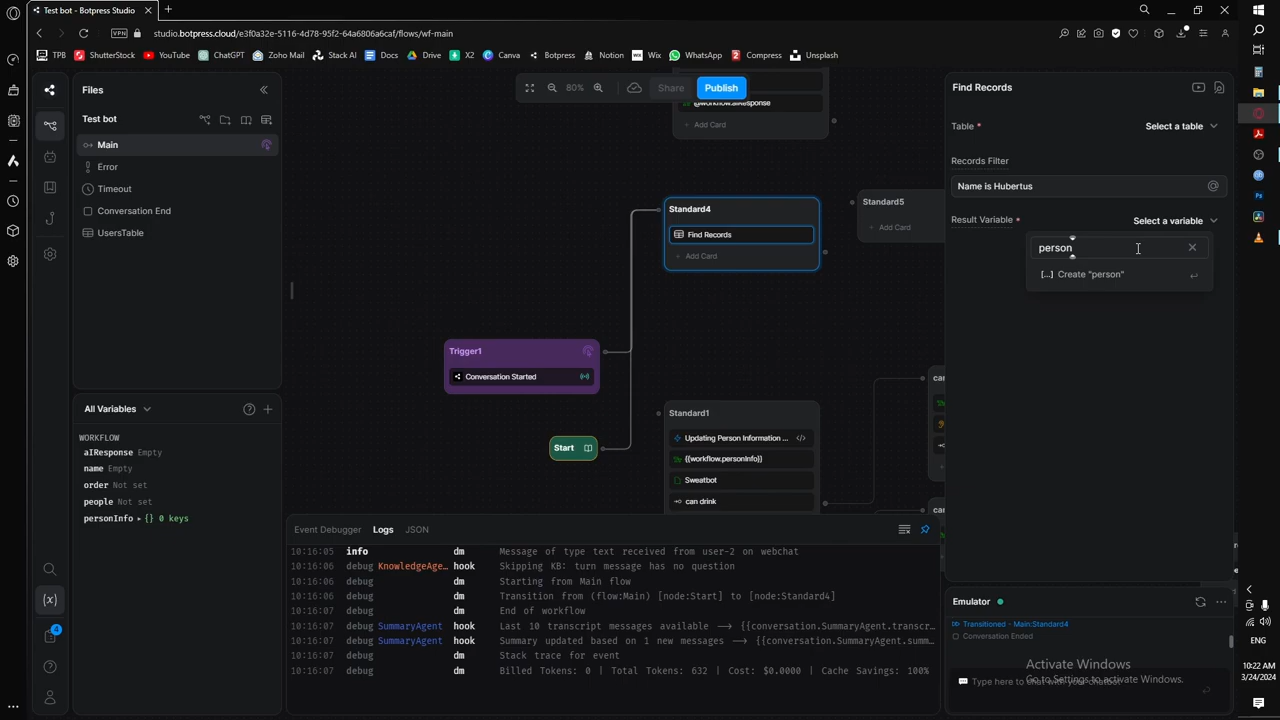 Test bot - Botpress Studio
VPN
studio.botpress.cloud/e3f0a32e-5116-4d78-95f2-64a6806a6caf/flows/wf-main
TPB
ShutterStock
YouTube
ChatGPT
Zoho Mail
Stack AI
Docs
Drive
X2
Canva
Botpress
Notion
Wix
WhatsApp
Compress
Unsplash
Files
Test bot
Main
Error
Timeout
Conversation End
UsersTable
All Variables
WORKFLOW
aIResponse Empty
name Empty
order Not set
people Not set
personInfo {} 0 keys
80%
Share
Publish
@workflow.aiResponse
Add Card
Standard4
Find Records
Add Card
Standard5
Add Card
Trigger1
Conversation Started
Start
Standard1
Updating Person Information ...
{{workflow.personInfo}}
Sweatbot
can drink
Find Records
Table *
Select a table
Records Filter
Name is Hubertus
Result Variable *
Select a variable
person
[...] Create "person"
Event Debugger
Logs
JSON
10:16:05 info dm Message of type text received from user-2 on webchat
10:16:06 debug KnowledgeAge… hook Skipping KB: turn message has no question
10:16:06 debug dm Starting from Main flow
10:16:06 debug dm Transition from (flow:Main) [node:Start] to [node:Standard4]
10:16:07 debug dm End of workflow
10:16:07 debug SummaryAgent hook Last 10 transcript messages available —> {{conversation.SummaryAgent.transcr…
10:16:07 debug SummaryAgent hook Summary updated based on 1 new messages —> {{conversation.SummaryAgent.summ…
10:16:07 debug dm Stack trace for event
10:16:07 debug dm Billed Tokens: 0 | Total Tokens: 632 | Cost: $0.0000 | Cache Savings: 100%
Emulator
Transitioned - Main:Standard4
Conversation Ended
Type here to chat with your chatbot
Activate Windows
Go to Settings to activate Windows.
4
ENG
10:22 AM
3/24/2024